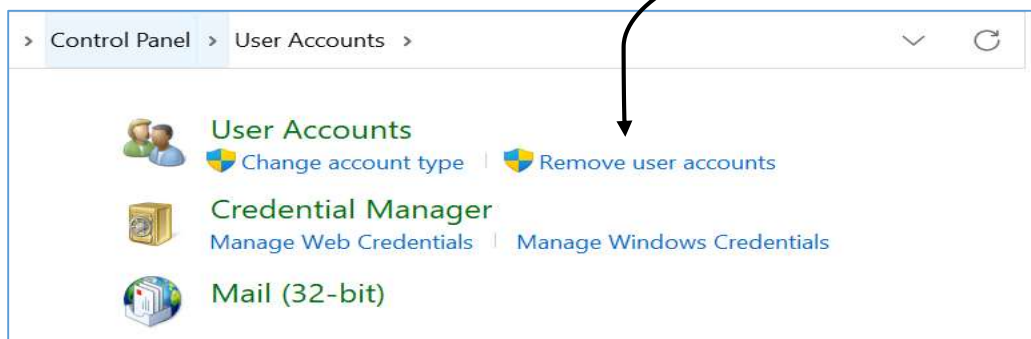 > Control Panel > User Accounts >
User Accounts
Change account type | Remove user accounts
Credential Manager
Manage Web Credentials | Manage Windows Credentials
Mail (32-bit)